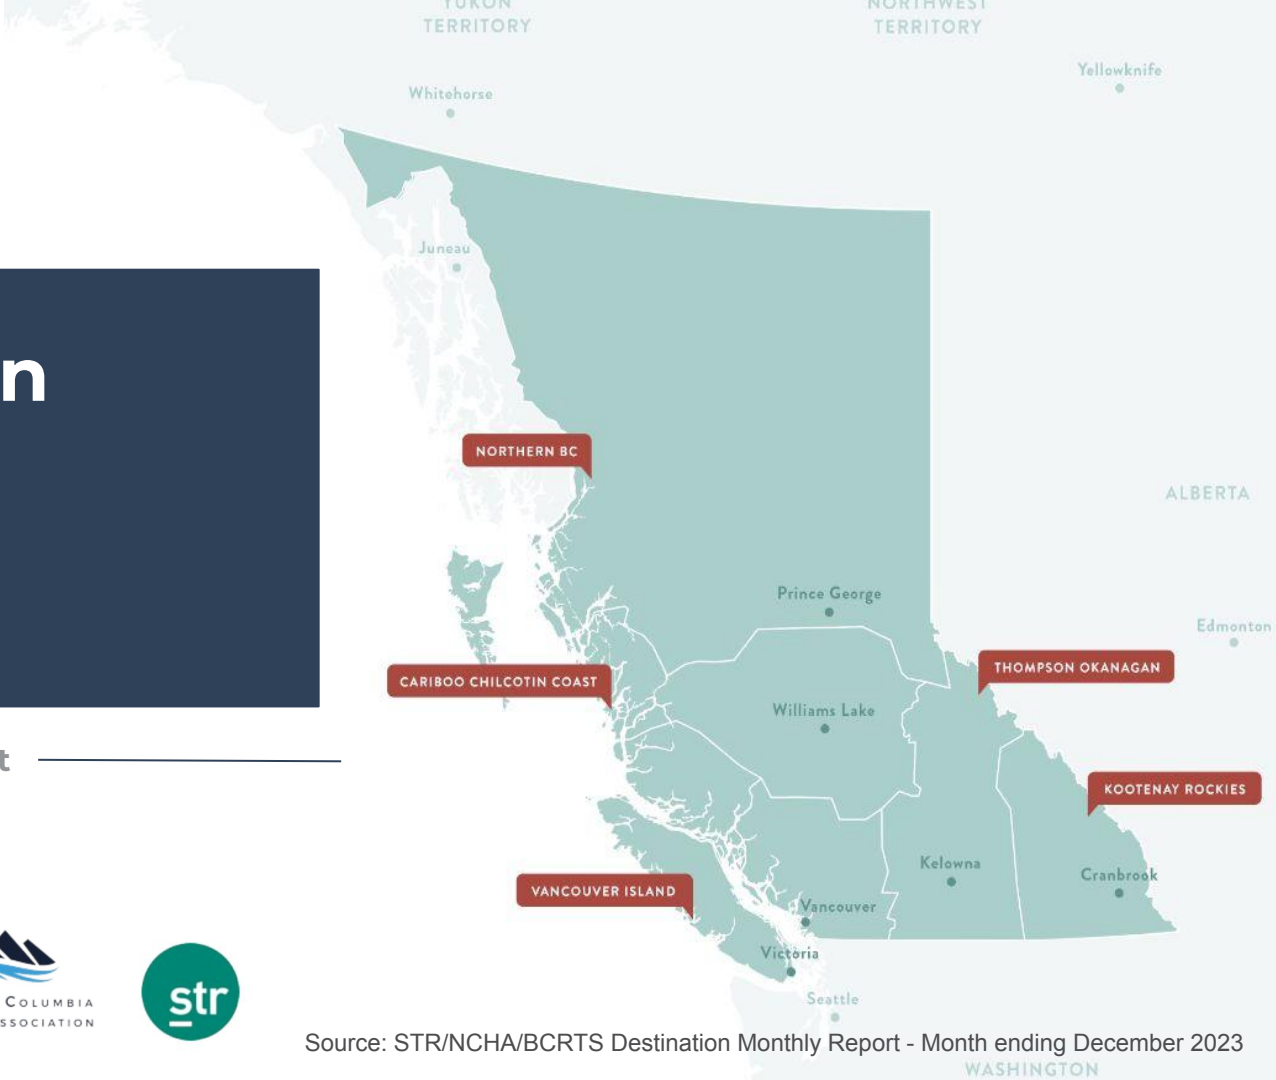 YUKON
TERRITORY
NORTHWEST
TERRITORY
Yellowknife
Whitehorse
Juneau
n
NORTHERN BC
ALBERTA
Prince George
Edmonton
THOMPSON OKANAGAN
CARIBOO CHILCOTIN COAST
Williams Lake
t
KOOTENAY ROCKIES
Kelowna
Cranbrook
VANCOUVER ISLAND
Vancouver
Victoria
Seattle
COLUMBIA
SSOCIATION
str
Source: STR/NCHA/BCRTS Destination Monthly Report - Month ending December 2023
WASHINGTON